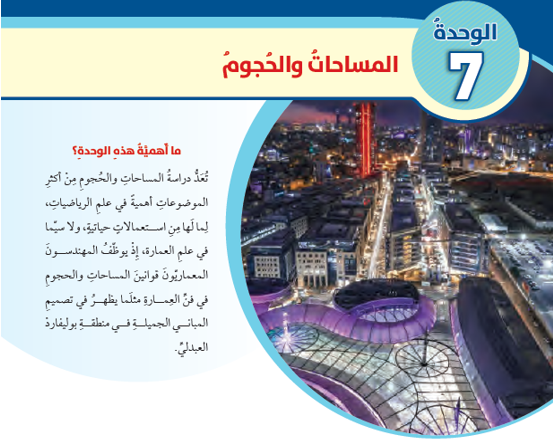 الوحدةُ
7
المساحاتُ والحُجومُ
ما أهميَّةُ هذهِ الوحدةِ؟
تُعَدُّ دراسةُ المساحاتِ والحُجومِ مِنْ أكثرِ
الموضوعاتِ أهميةً في علمِ الرياضياتِ،
لِما لَها مِنِ استعمالاتٍ حياتيةٍ، ولا سيّما
في علمِ العمارةِ، إذْ يوظِّفُ المهندسونَ
المعماريّونَ قوانينَ المساحاتِ والحجومِ
في فنِّ العِمارةِ مثلَما يظهرُ في تصميمِ
المباني الجميلةِ في منطقةِ بوليفاردْ
العبدليِّ.